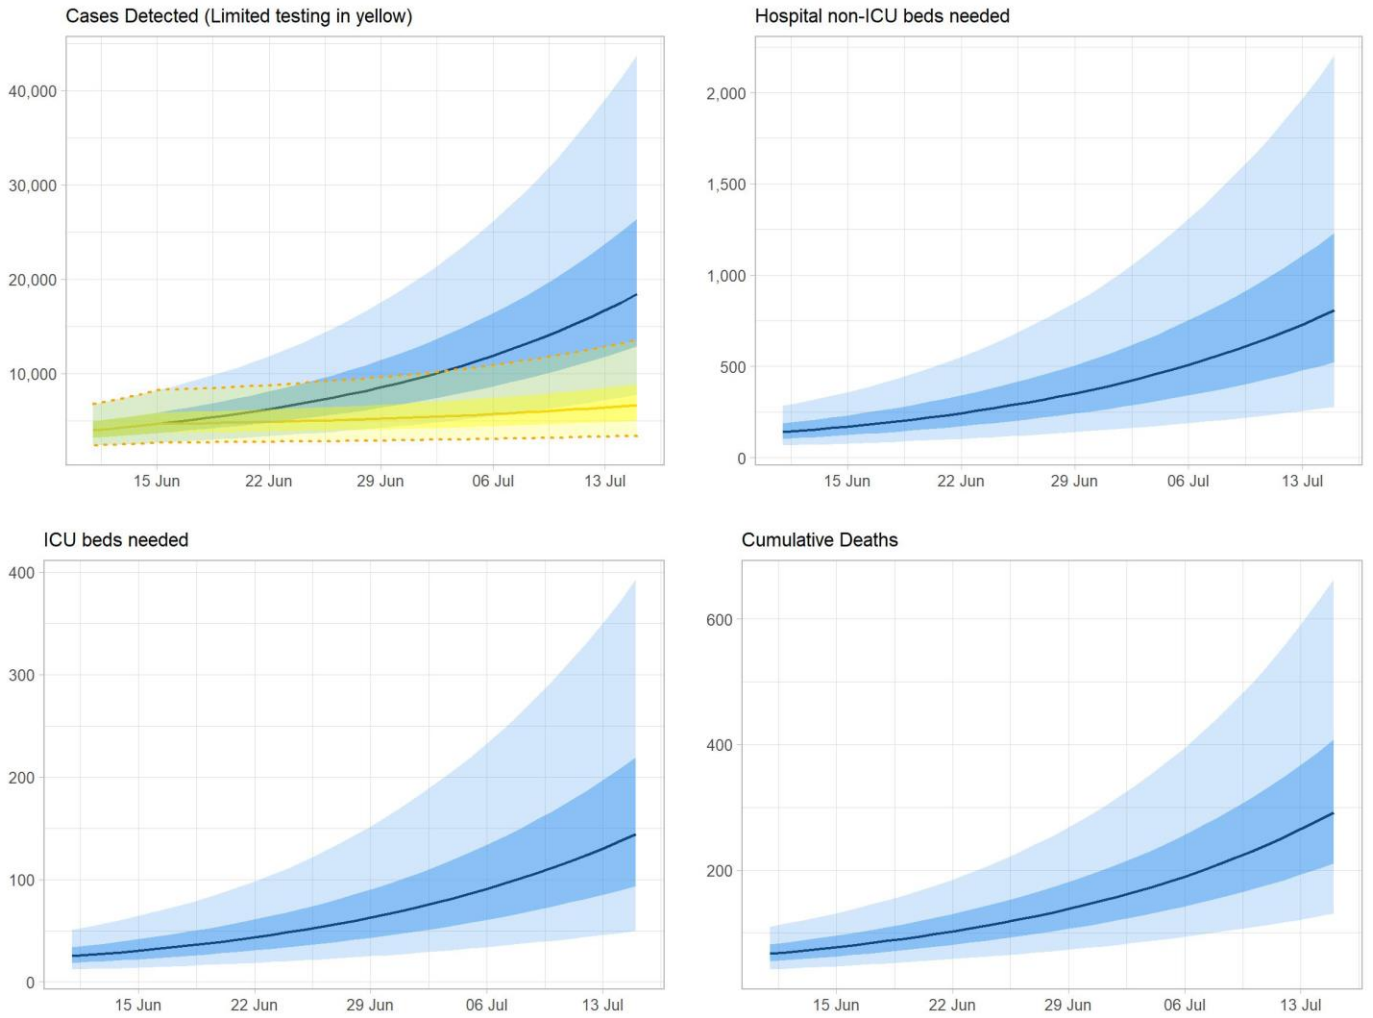 Cases Detected (Limited testing in yellow)
40,000
30,000
20,000
10,000
15 Jun 22 Jun 29 Jun 06 Jul 13 Jul
Hospital non-ICU beds needed
2,000
1,500
1,000
500
0
15 Jun 22 Jun 29 Jun 06 Jul 13 Jul
ICU beds needed
400
300
200
100
0
15 Jun 22 Jun 29 Jun 06 Jul 13 Jul
Cumulative Deaths
600
400
200
15 Jun 22 Jun 29 Jun 06 Jul 13 Jul